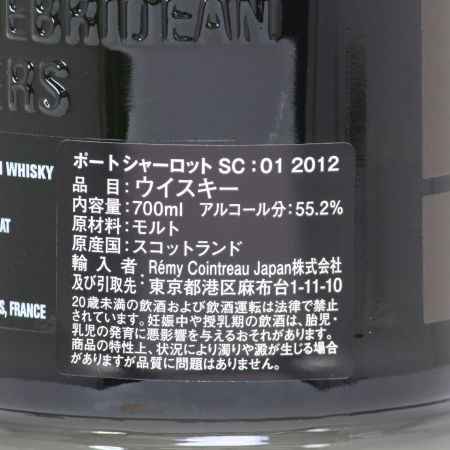 HEBRIDEAN
ERS
WHISKY
AT
S, FRANCE
ポートシャーロット SC:01 2012
品 目:ウイスキー
内容量:700ml アルコール分:55.2%
原材料:モルト
原産国:スコットランド
輸 入 者 : Rémy Cointreau Japan株式会社
及び引取先: 東京都港区麻布台1-11-10
20歳未満の飲酒および飲酒運転は法律で禁止
されています。妊娠中や授乳期の飲酒は、胎児・
乳児の発育に悪影響を与えるおそれがあります。
商品の特性上、状況により濁りや澱が生じる場合
がありますが品質に問題はありません。